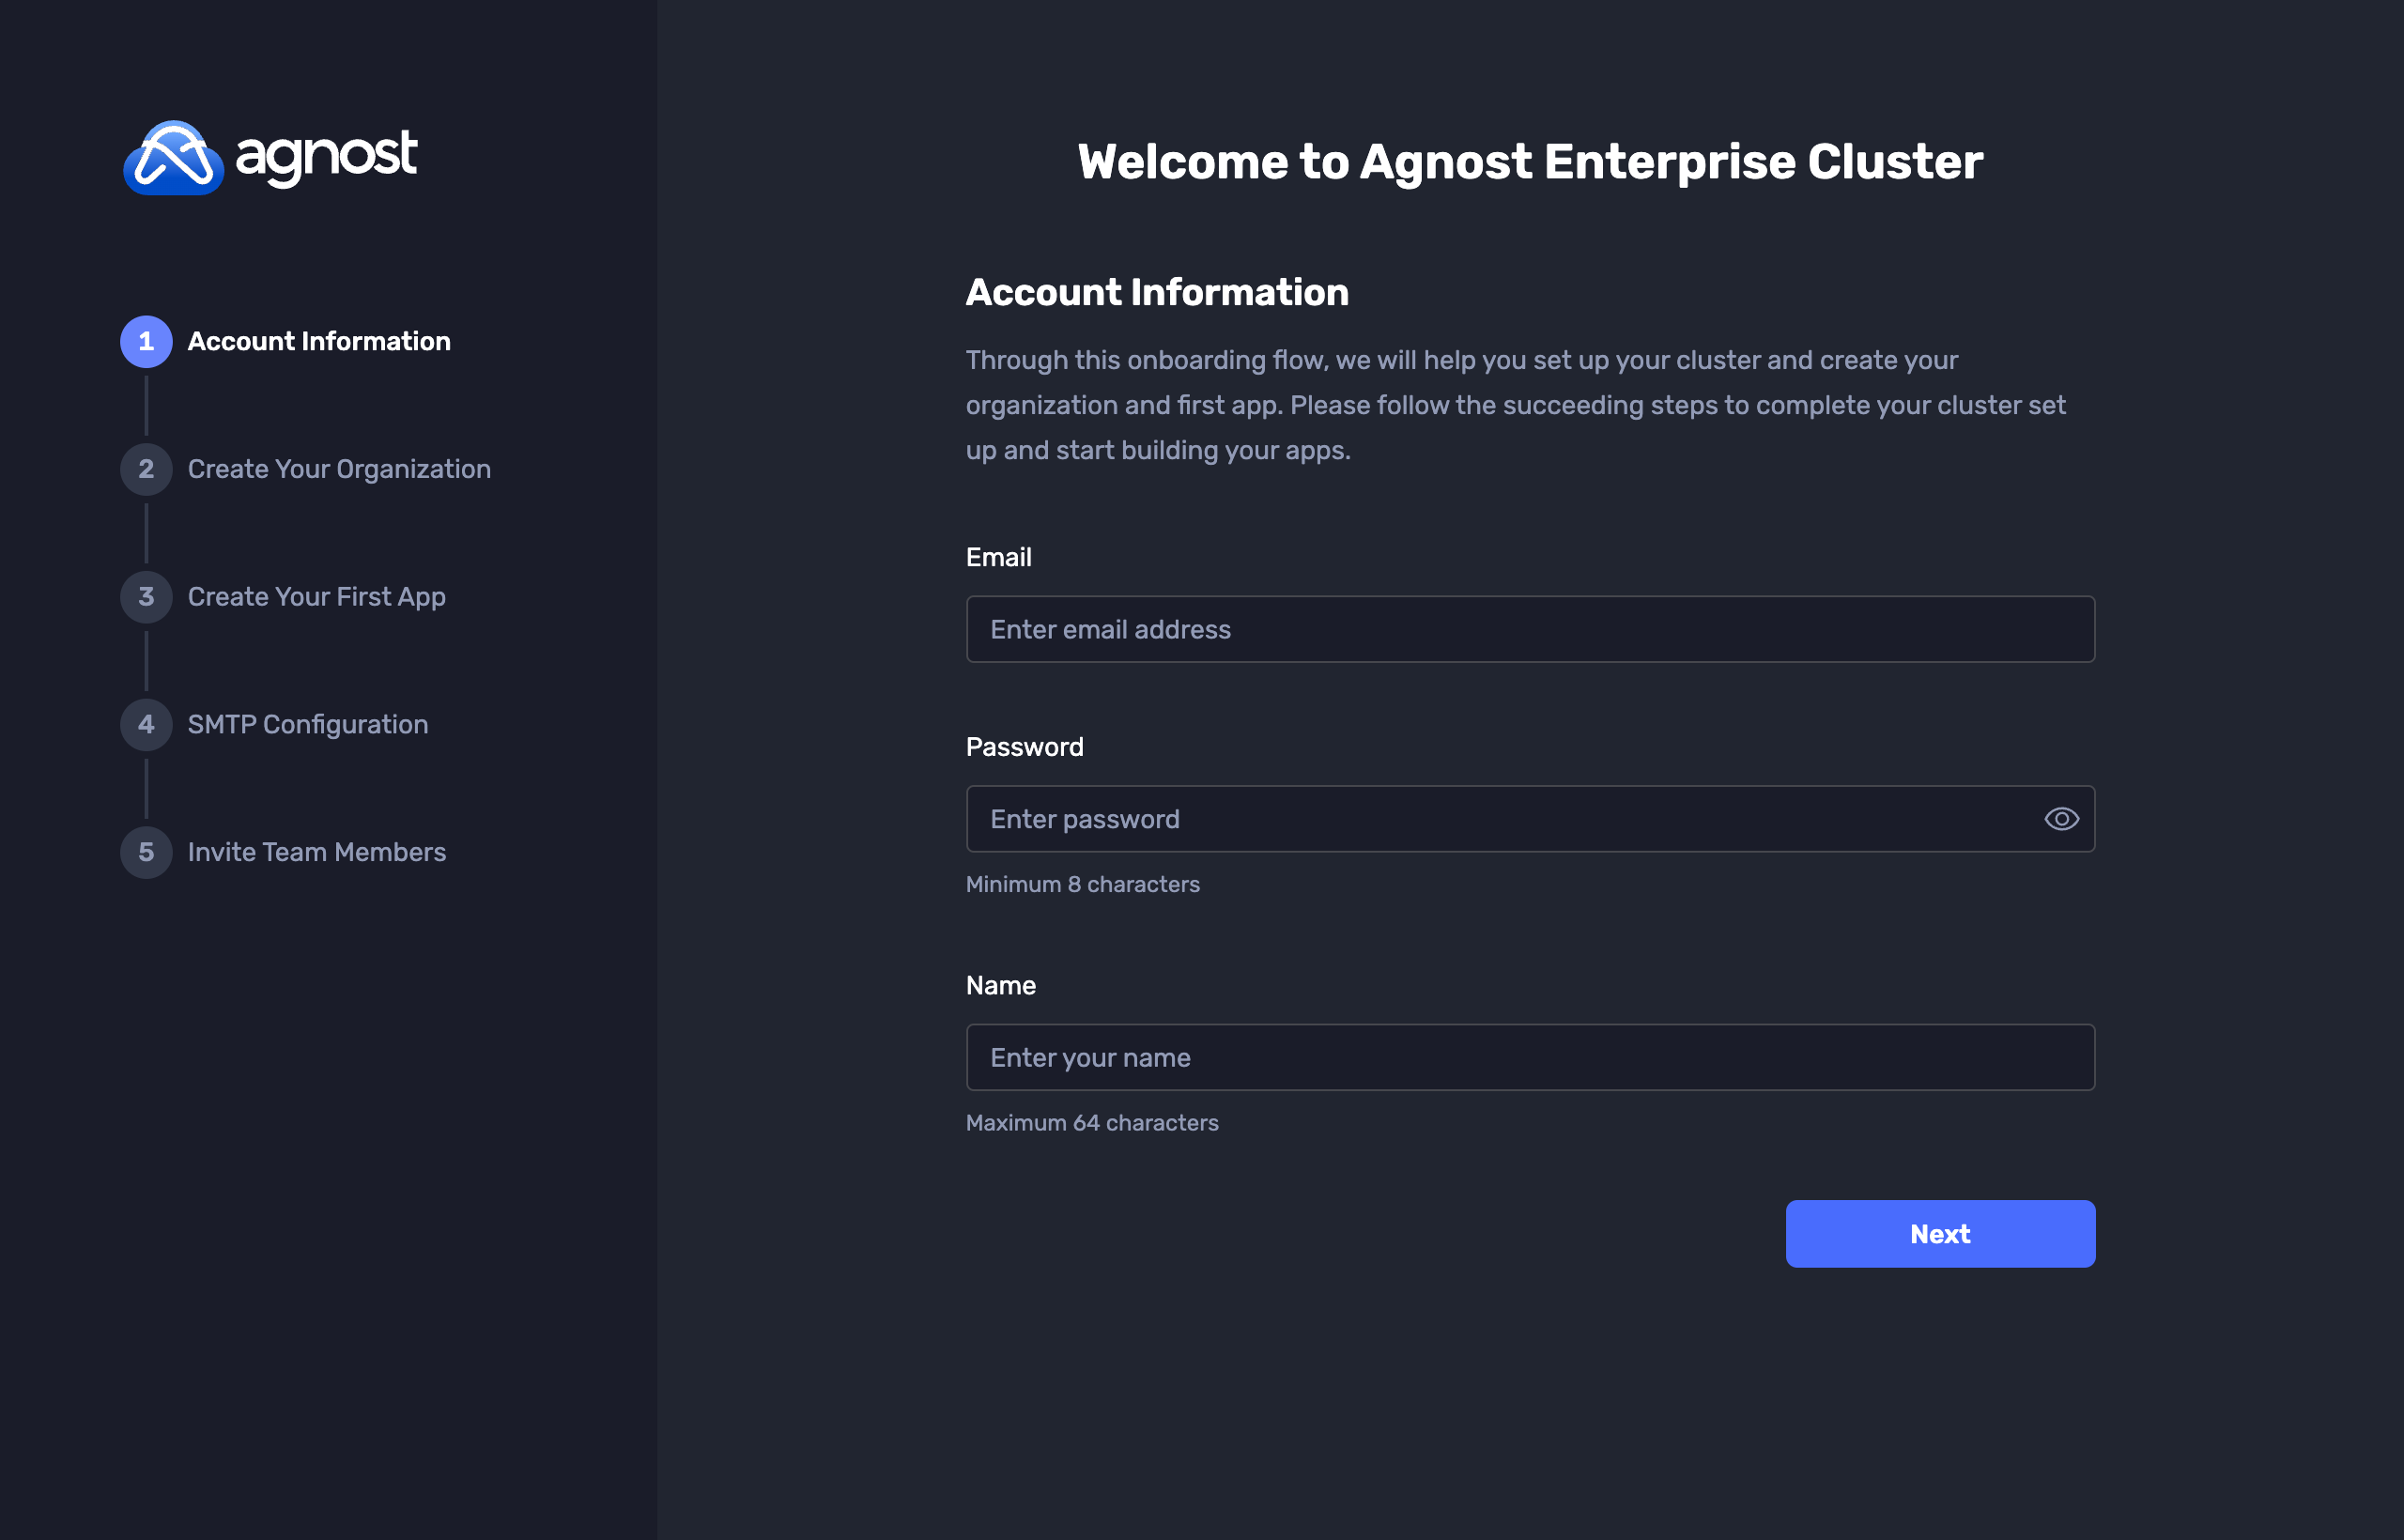 agnost
1 Account Information
2 Create Your Organization
3 Create Your First App
4 SMTP Configuration
5 Invite Team Members
Welcome to Agnost Enterprise Cluster
Account Information
Through this onboarding flow, we will help you set up your cluster and create your
organization and first app. Please follow the succeeding steps to complete your cluster set
up and start building your apps.
Email
Enter email address
Password
Enter password
Minimum 8 characters
Name
Enter your name
Maximum 64 characters
Next